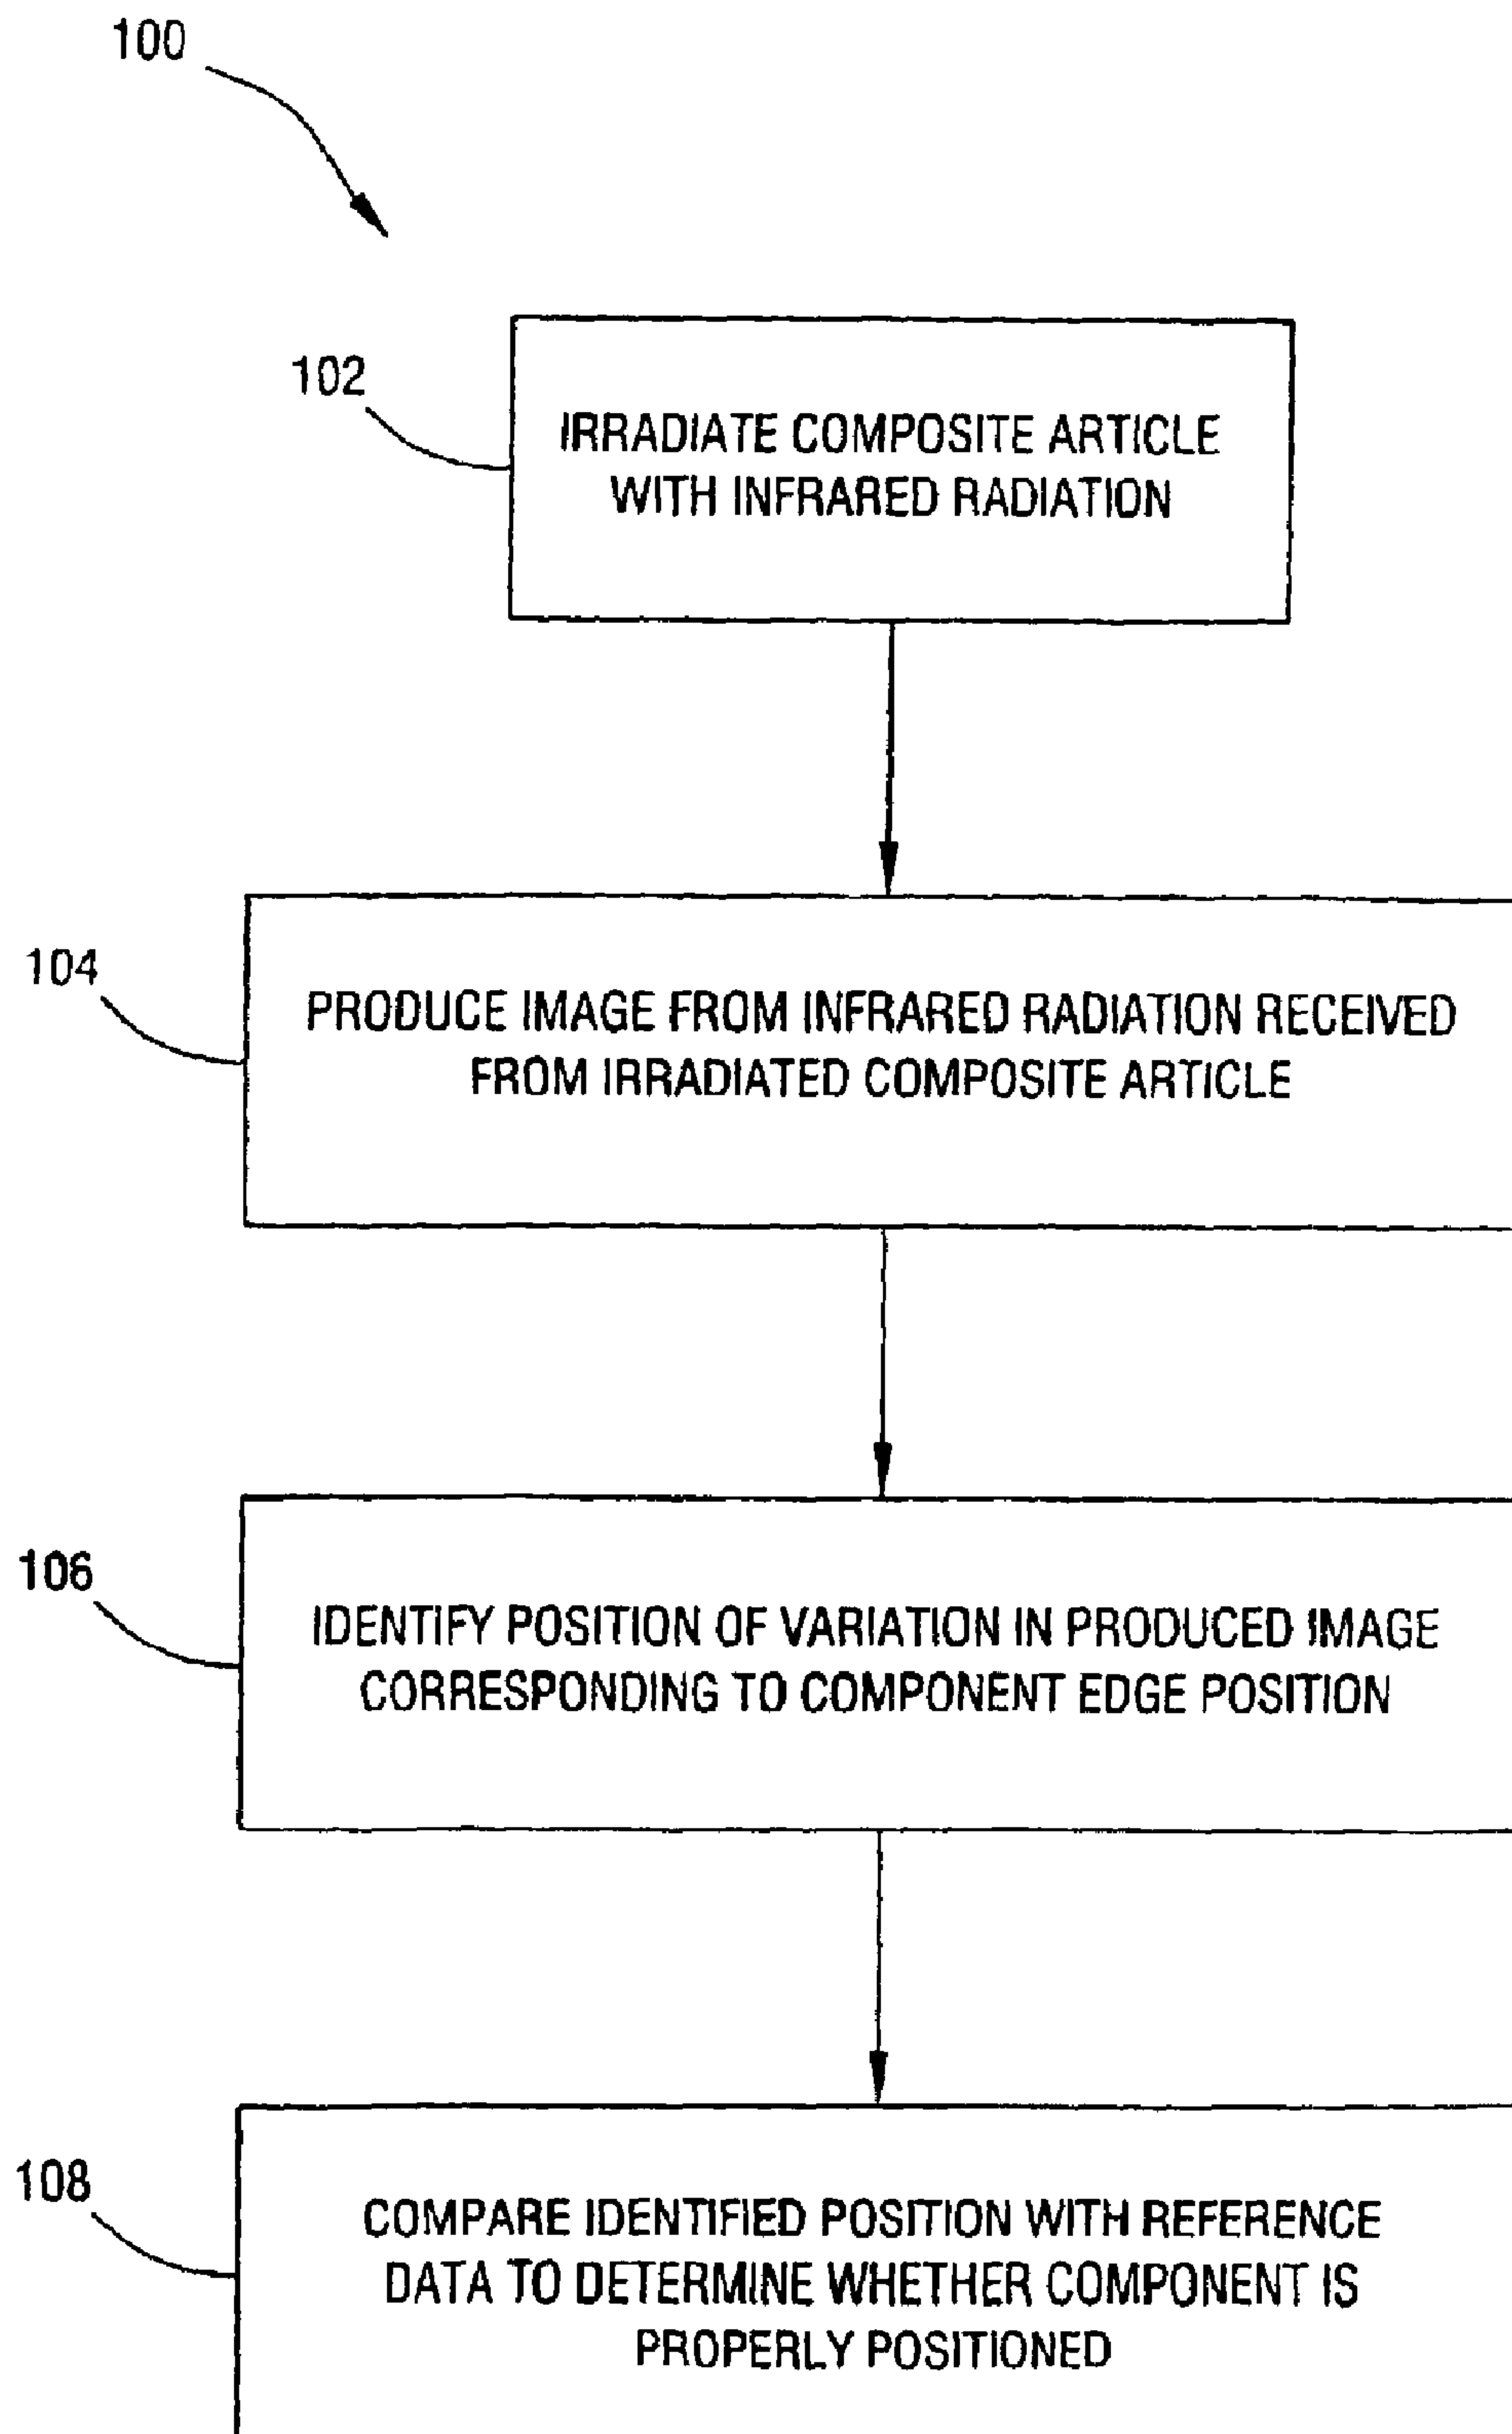 100
102
IRRADIATE COMPOSITE ARTICLE
WITH INFRARED RADIATION
104
PRODUCE IMAGE FROM INFRARED RADIATION RECEIVED
FROM IRRADIATED COMPOSITE ARTICLE
106
IDENTIFY POSITION OF VARIATION IN PRODUCED IMAGE
CORRESPONDING TO COMPONENT EDGE POSITION
108
COMPARE IDENTIFIED POSITION WITH REFERENCE
DATA TO DETERMINE WHETHER COMPONENT IS
PROPERLY POSITIONED